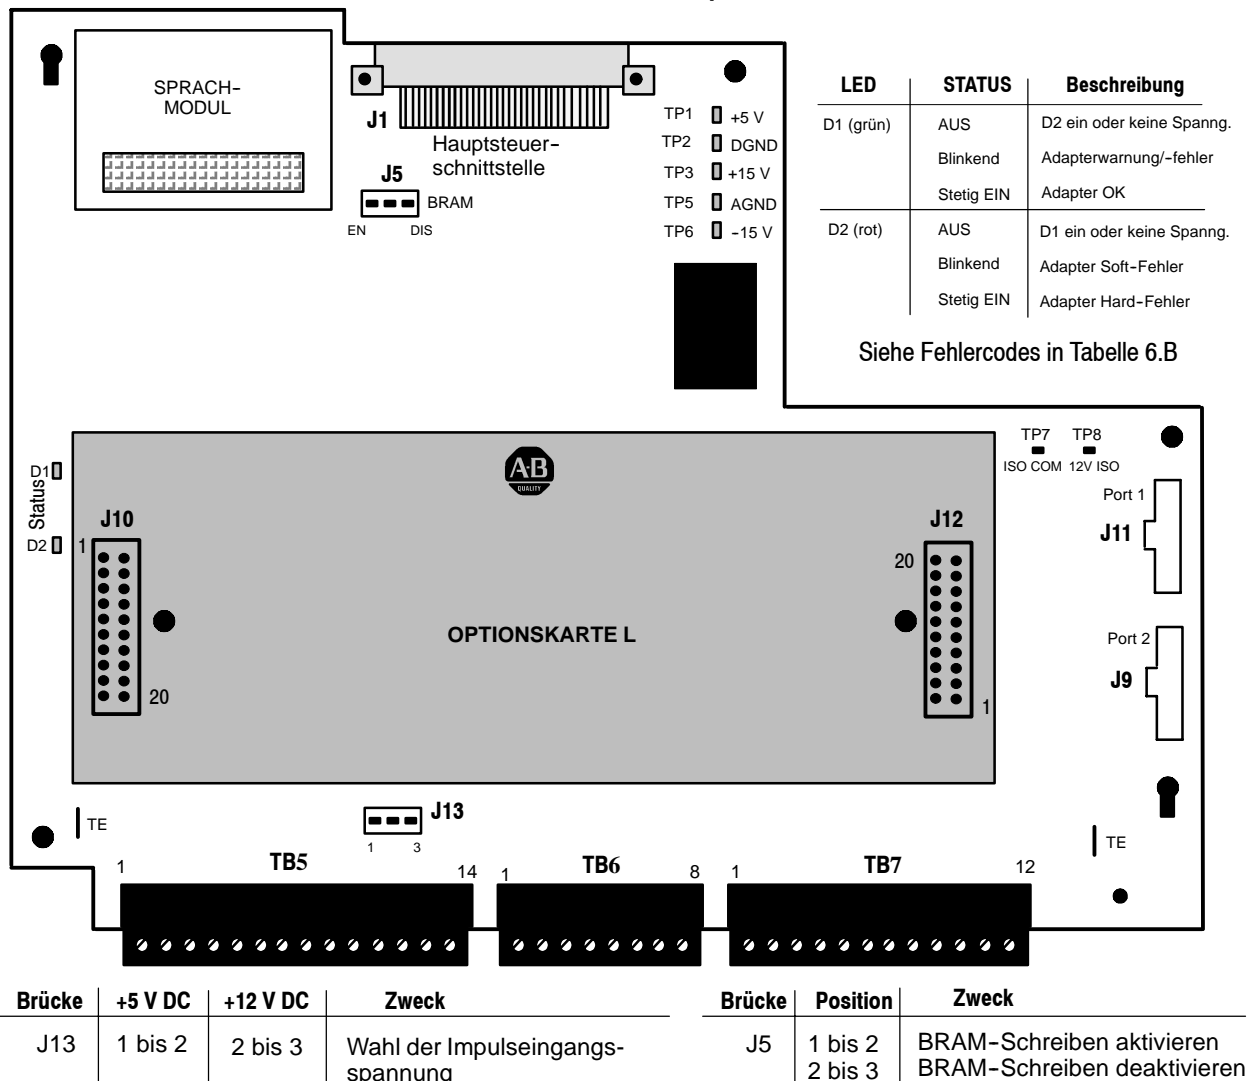 SPRACH-
MODUL
J1
Hauptsteuer-
schnittstelle
J5
BRAM
EN DIS
TP1 +5 V
TP2 DGND
TP3 +15 V
TP5 AGND
TP6 -15 V
LED STATUS Beschreibung
D1 (grün) AUS D2 ein oder keine Spanng.
Blinkend Adapterwarnung/-fehler
Stetig EIN Adapter OK
D2 (rot) AUS D1 ein oder keine Spanng.
Blinkend Adapter Soft-Fehler
Stetig EIN Adapter Hard-Fehler
Siehe Fehlercodes in Tabelle 6.B
TP7 TP8
ISO COM 12V ISO
Port 1
J11
Port 2
J9
D1
Status
D2
J10
1
20
A·B
QUALITY
OPTIONSKARTE L
J12
20
1
TE
J13
1 3
TE
1 TB5 14
1 TB6 8
1 TB7 12
Brücke +5 V DC +12 V DC Zweck
J13 1 bis 2 2 bis 3 Wahl der Impulseingangs-
spannung
Brücke Position Zweck
J5 1 bis 2 BRAM-Schreiben aktivieren
2 bis 3 BRAM-Schreiben deaktivieren